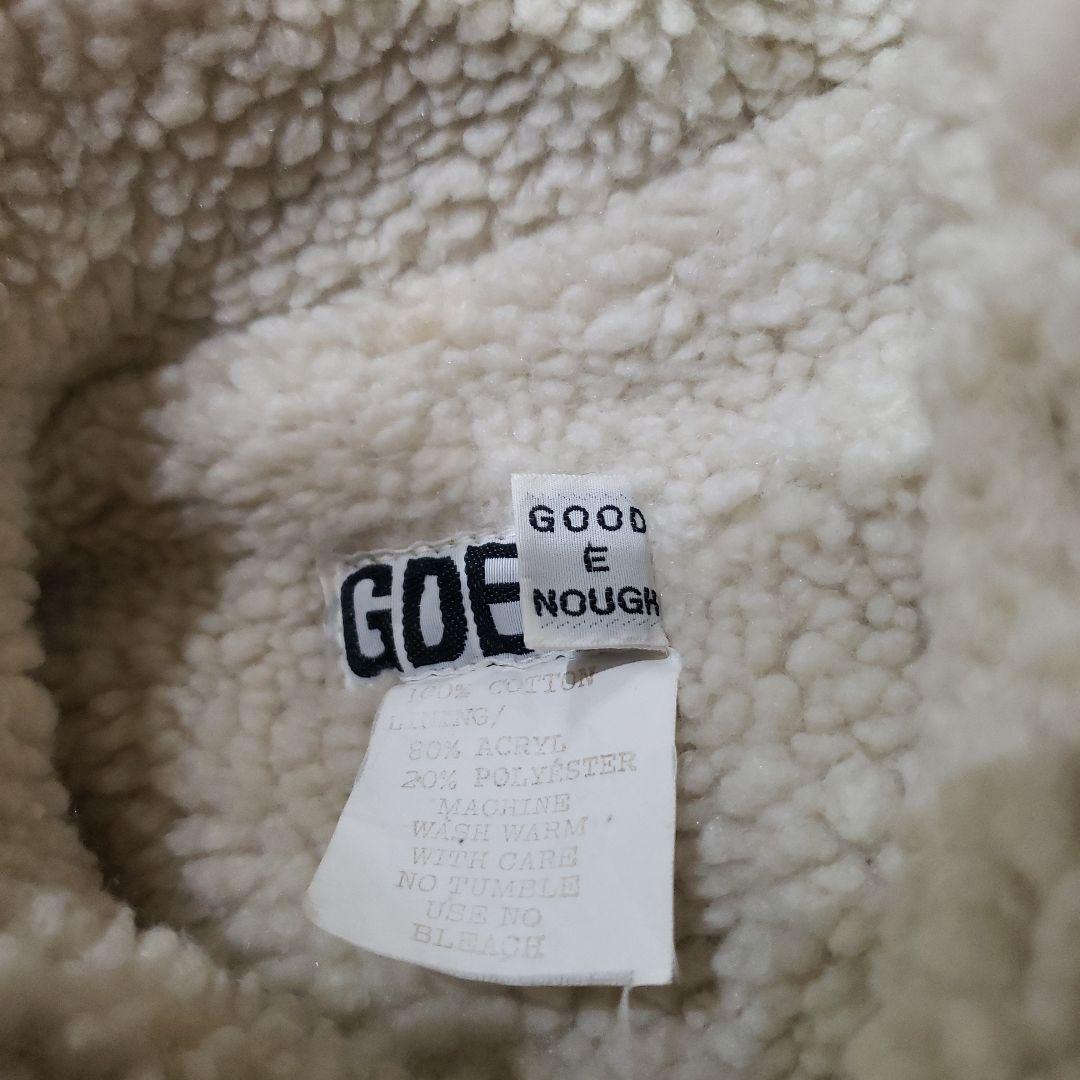 GDE
GOOD
E
NOUGH
100% COTTON
LINING/
80% ACRYL
20% POLYESTER
MACHINE
WASH WARM
WITH CARE
NO TUMBLE
USE NO
BLEACH